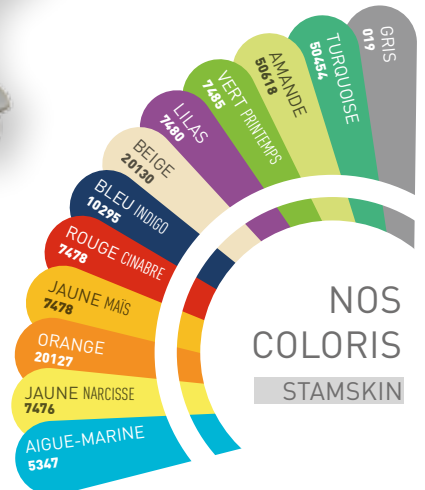 GRIS
019
TURQUOISE
50454
AMANDE
50618
VERT PRINTEMPS
7485
LILAS
7480
BEIGE
20130
BLEU INDIGO
10295
ROUGE CINABRE
7478
JAUNE MAÏS
7478
ORANGE
20127
JAUNE NARCISSE
7476
AIGUE-MARINE
5347
NOS
COLORIS
STAMSKIN